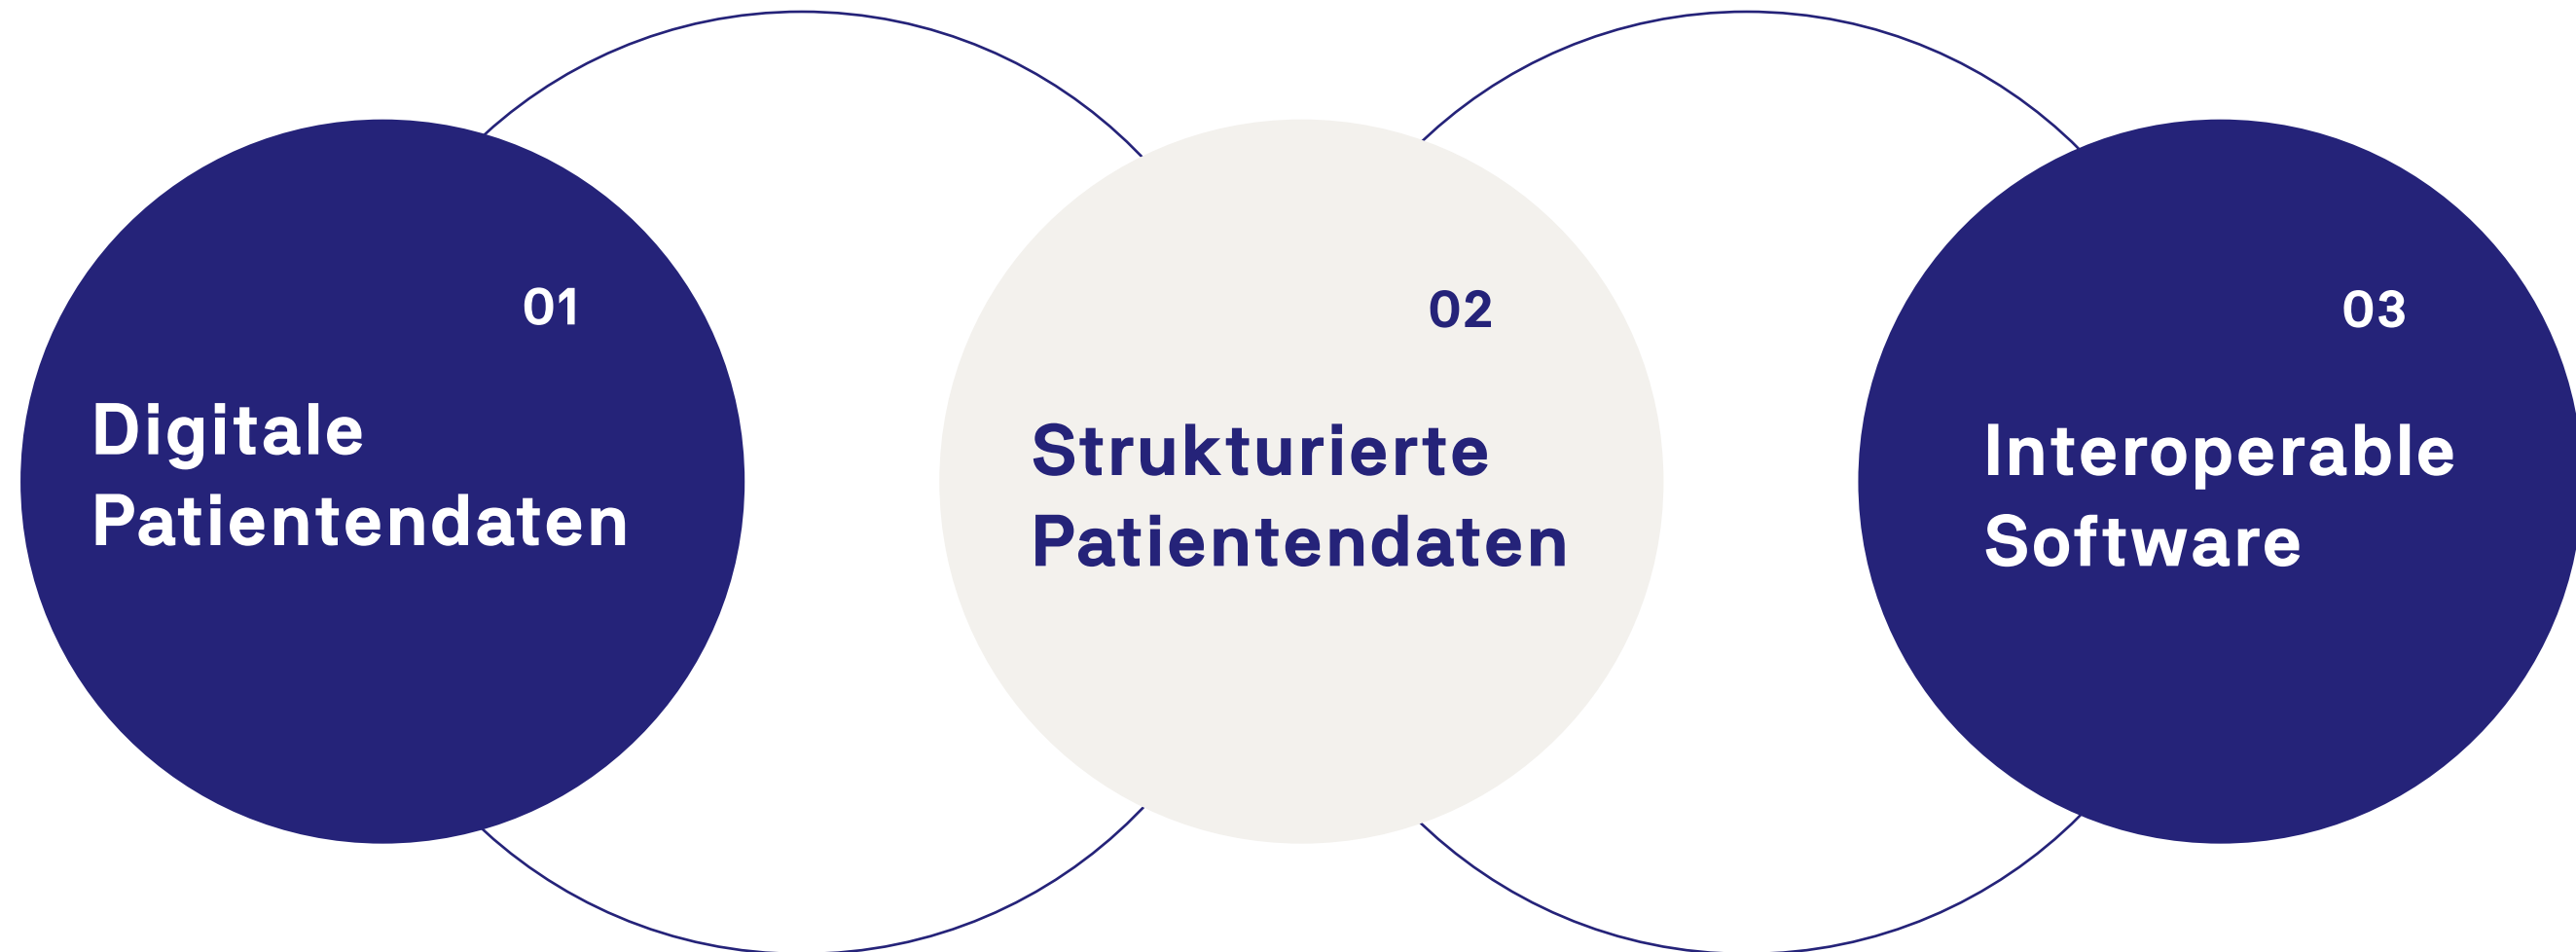 01
Digitale
Patientendaten
02
Strukturierte
Patientendaten
03
Interoperable
Software